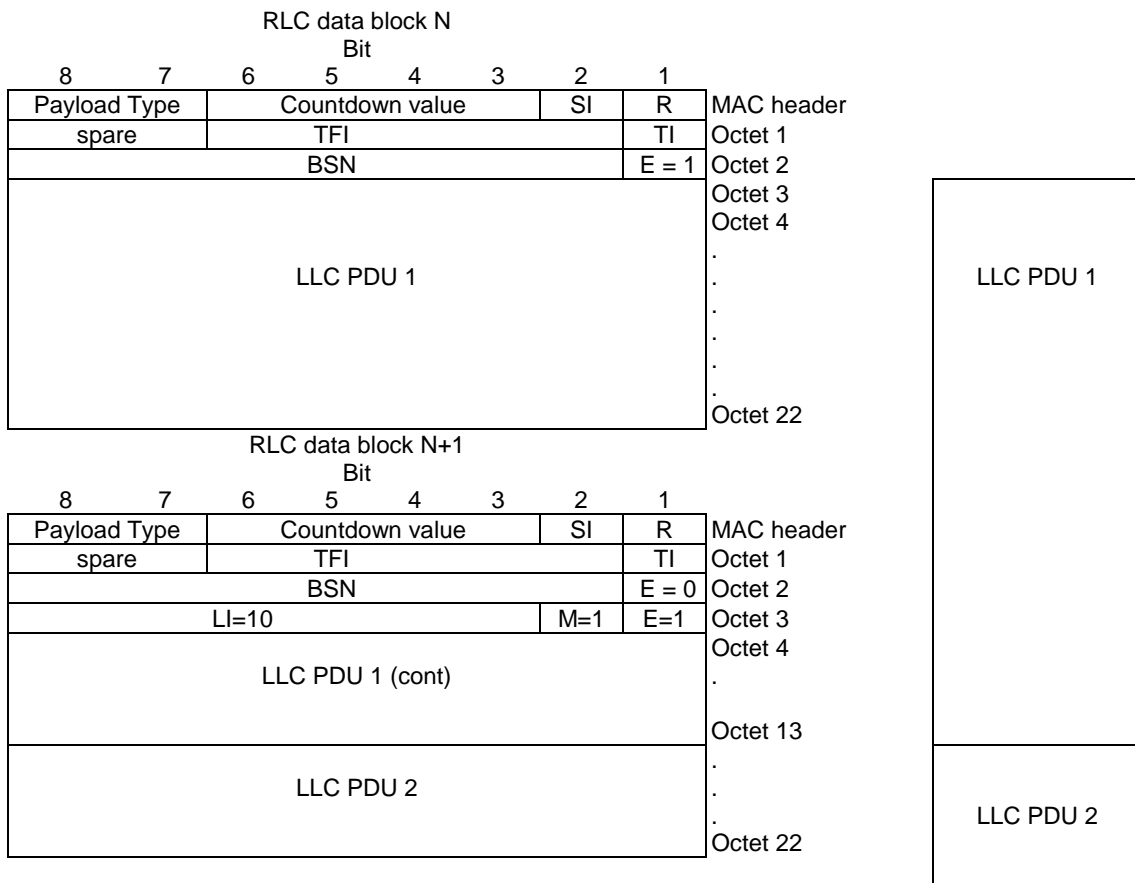 RLC data block N
Bit
8 7 6 5 4 3 2 1
Payload Type Countdown value SI R MAC header
spare TFI TI Octet 1
BSN E = 1 Octet 2
Octet 3
Octet 4
.
LLC PDU 1 . LLC PDU 1
.
.
.
.
Octet 22
RLC data block N+1
Bit
8 7 6 5 4 3 2 1
Payload Type Countdown value SI R MAC header
spare TFI TI Octet 1
BSN E = 0 Octet 2
LI=10 M=1 E=1 Octet 3
Octet 4
LLC PDU 1 (cont) .
Octet 13
.
LLC PDU 2 .
. LLC PDU 2
Octet 22